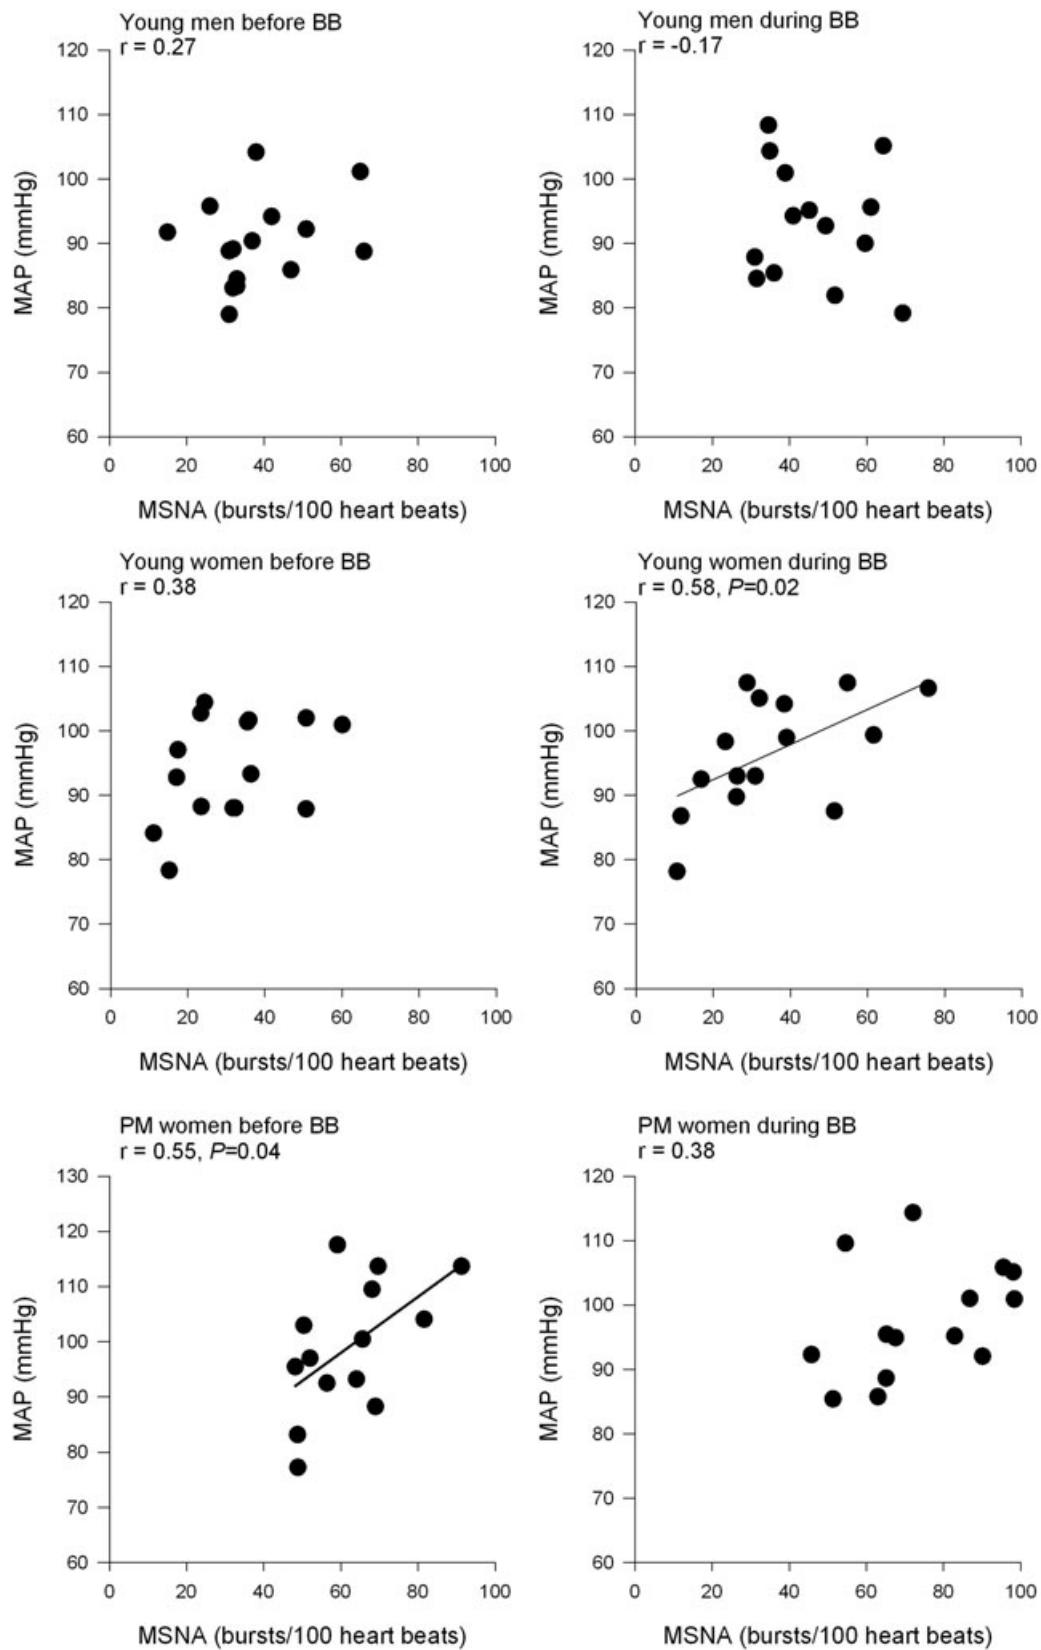 Young men before BB
r = 0.27
120
110
100
90
80
70
60
MAP (mmHg)
0 20 40 60 80 100
MSNA (bursts/100 heart beats)
Young men during BB
r = -0.17
120
110
100
90
80
70
60
MAP (mmHg)
0 20 40 60 80 100
MSNA (bursts/100 heart beats)
Young women before BB
r = 0.38
120
110
100
90
80
70
60
MAP (mmHg)
0 20 40 60 80 100
MSNA (bursts/100 heart beats)
Young women during BB
r = 0.58, P=0.02
120
110
100
90
80
70
60
MAP (mmHg)
0 20 40 60 80 100
MSNA (bursts/100 heart beats)
PM women before BB
r = 0.55, P=0.04
130
120
110
100
90
80
70
60
MAP (mmHg)
0 20 40 60 80 100
MSNA (bursts/100 heart beats)
PM women during BB
r = 0.38
120
110
100
90
80
70
60
MAP (mmHg)
0 20 40 60 80 100
MSNA (bursts/100 heart beats)